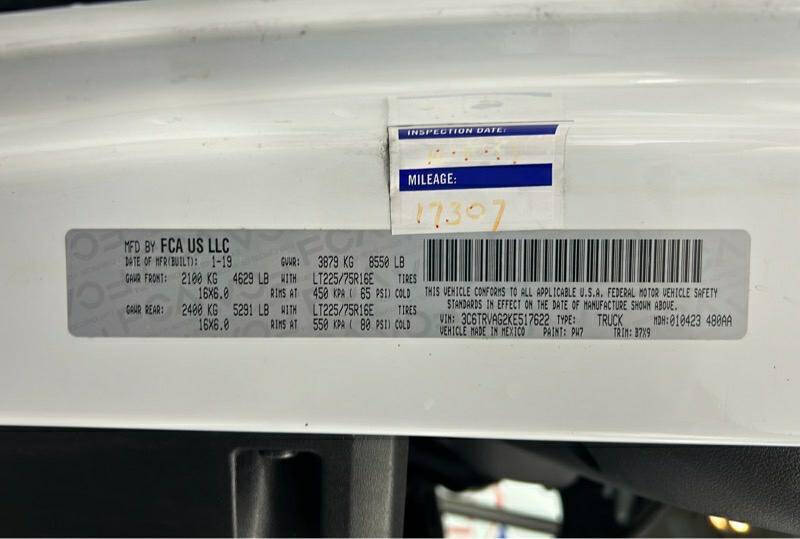 INSPECTION DATE:
MILEAGE:
17307
MFD BY FCA US LLC
DATE OF MFR(BUILT): 1-19 GVWR: 3879 KG 8550 LB
GAWR FRONT: 2100 KG 4629 LB WITH LT225/75R16E TIRES
16X6.0 RIMS AT 450 KPA ( 65 PSI) COLD
GAWR REAR: 2400 KG 5291 LB WITH LT225/75R16E TIRES
16X6.0 RIMS AT 550 KPA ( 80 PSI) COLD
THIS VEHICLE CONFORMS TO ALL APPLICABLE U.S.A. FEDERAL MOTOR VEHICLE SAFETY
STANDARDS IN EFFECT ON THE DATE OF MANUFACTURE SHOWN ABOVE.
VIN: 3C6TRVAG2KE517622 TYPE: TRUCK MDH:010423 480AA
VEHICLE MADE IN MEXICO PAINT: PW7 TRIM: B7X9